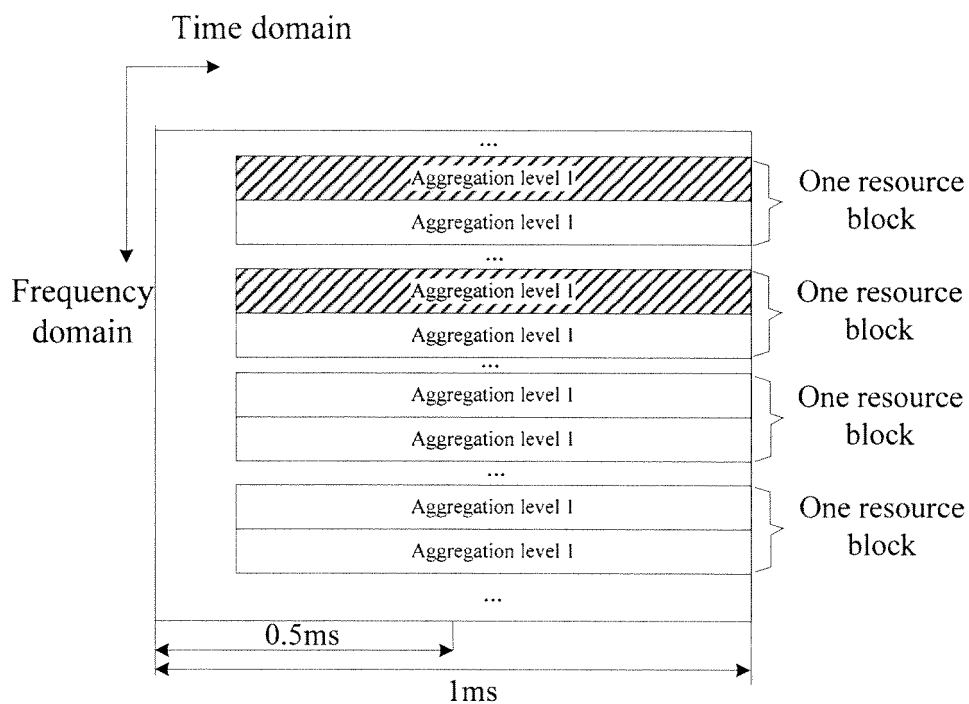 Time domain
...
Aggregation level 1
Aggregation level 1
One resource
block
...
Frequency
domain
Aggregation level 1
Aggregation level 1
One resource
block
...
Aggregation level 1
Aggregation level 1
One resource
block
...
Aggregation level 1
Aggregation level 1
One resource
block
...
0.5ms
1ms